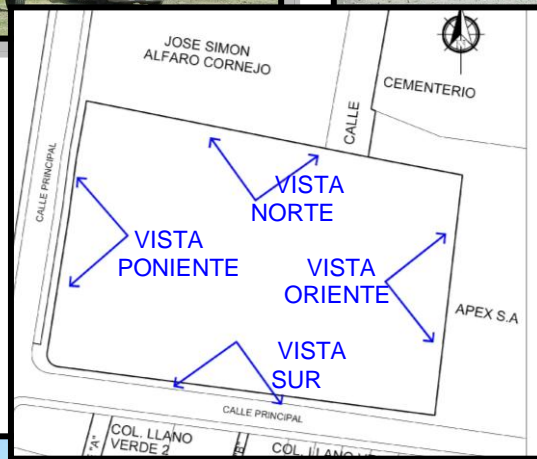 JOSE SIMON
ALFARO CORNEJO
CEMENTERIO
CALLE
CALLE PRINCIPAL
VISTA
NORTE
VISTA
PONIENTE
VISTA
ORIENTE
APEX S.A
VISTA
SUR
CALLE PRINCIPAL
"A"
COL. LLANO
VERDE 2
COL. LLANO